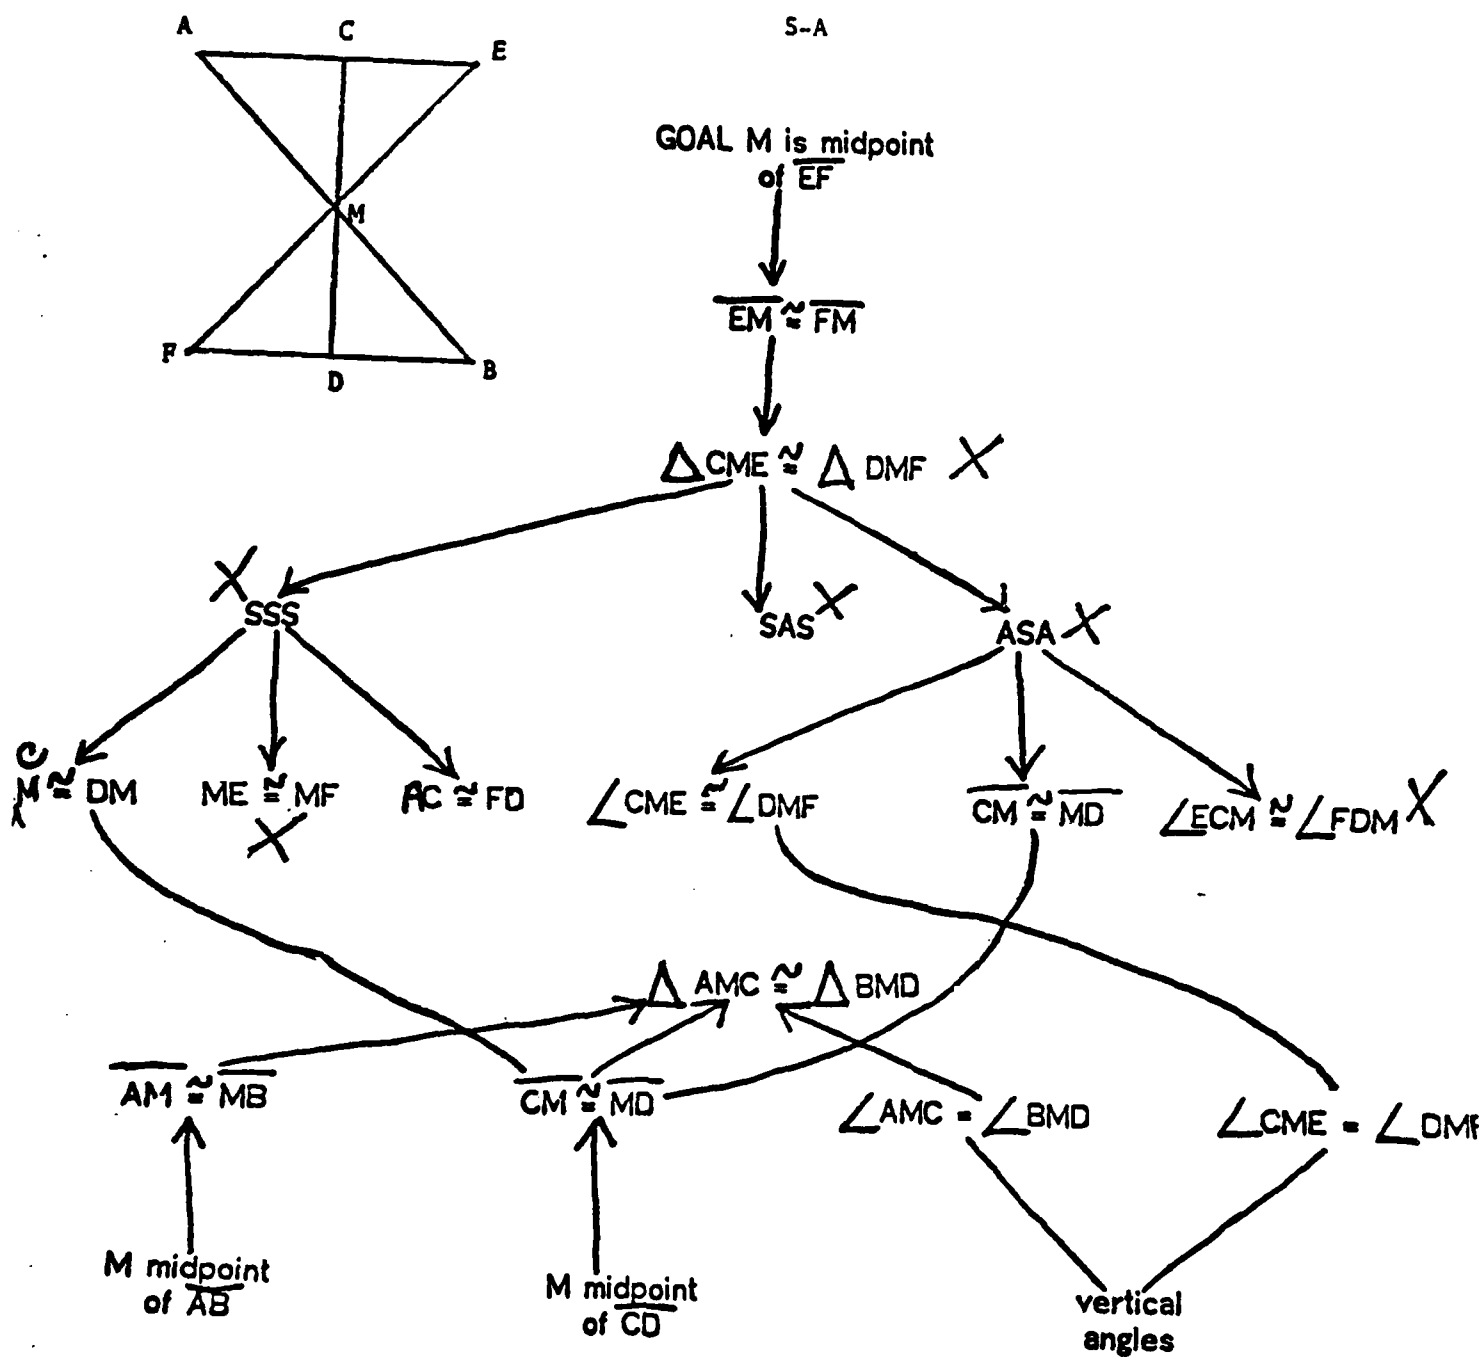 S-A
A
C
E
M
F
D
B
GOAL M is midpoint
of EF
EM ≅ FM
Δ CME ≅ Δ DMF X
X SSS
SAS X
ASA X
C
M ≅ DM
ME ≅ MF
X
AC ≅ FD
∠CME ≅ ∠DMF
CM ≅ MD
∠ECM ≅ ∠FDM X
Δ AMC ≅ Δ BMD
AM ≅ MB
CM ≅ MD
∠AMC = ∠BMD
∠CME = ∠DMF
M midpoint
of AB
M midpoint
of CD
vertical
angles